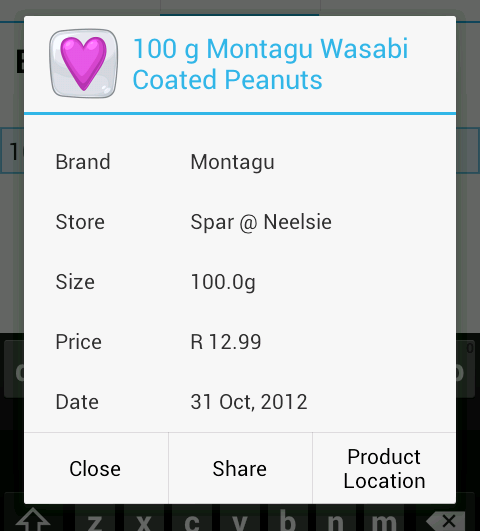 100 g Montagu Wasabi
Coated Peanuts
Brand Montagu
Store Spar @ Neelsie
Size 100.0g
Price R 12.99
Date 31 Oct, 2012
Close Share Product
Location
z x c v b n m